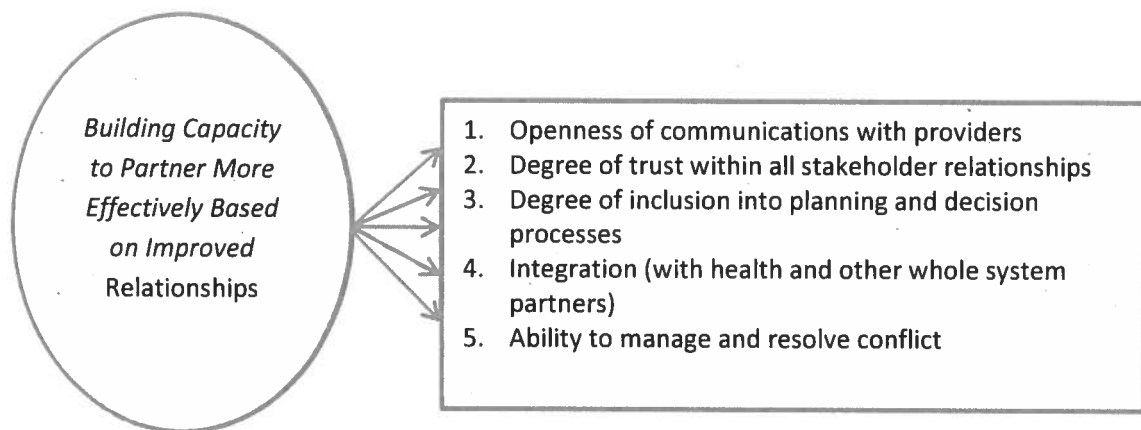 Building Capacity
to Partner More
Effectively Based
on Improved
Relationships
1. Openness of communications with providers
2. Degree of trust within all stakeholder relationships
3. Degree of inclusion into planning and decision
processes
4. Integration (with health and other whole system
partners)
5. Ability to manage and resolve conflict